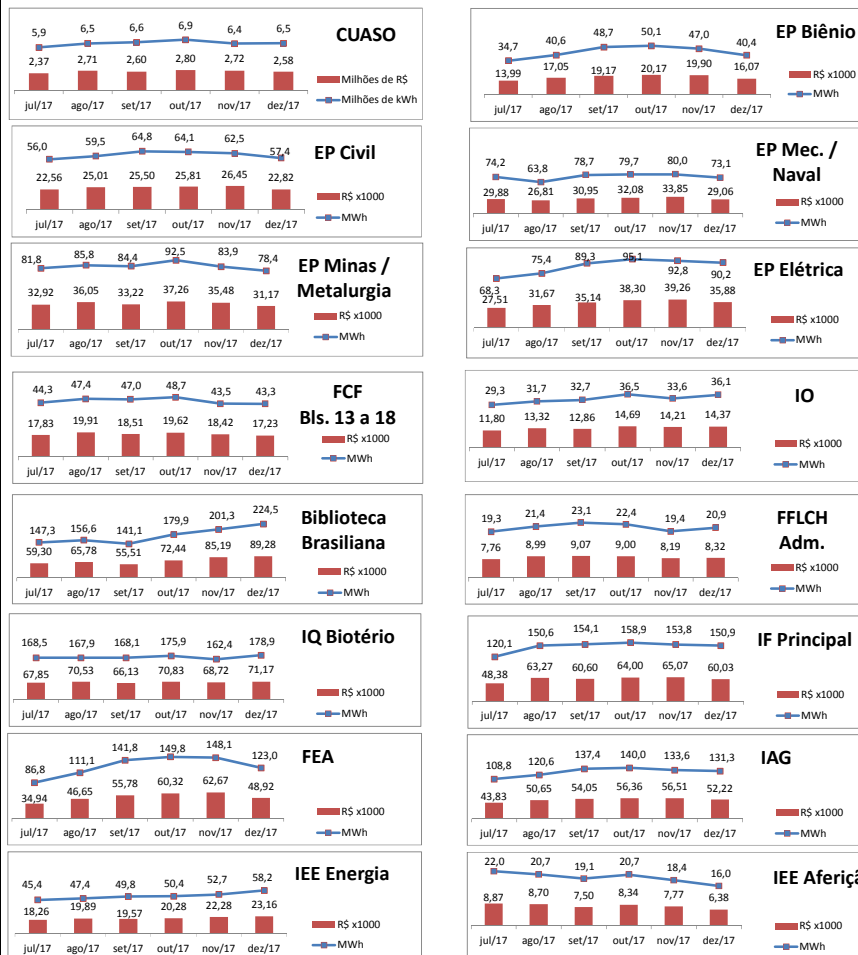 5,9 6,5 6,6 6,9 6,4 6,5
CUASO
2,37 2,71 2,60 2,80 2,72 2,58
Milhões de R$
Milhões de kWh
jul/17 ago/17 set/17 out/17 nov/17 dez/17
34,7 40,6 48,7 50,1 47,0 40,4
EP Biênio
13,99 17,05 19,17 20,17 19,90 16,07
R$ x1000
MWh
jul/17 ago/17 set/17 out/17 nov/17 dez/17
56,0 59,5 64,8 64,1 62,5 57,4
EP Civil
22,56 25,01 25,50 25,81 26,45 22,82
R$ x1000
MWh
jul/17 ago/17 set/17 out/17 nov/17 dez/17
74,2 63,8 78,7 79,7 80,0 73,1
EP Mec. /
Naval
29,88 26,81 30,95 32,08 33,85 29,06
R$ x1000
MWh
jul/17 ago/17 set/17 out/17 nov/17 dez/17
81,8 85,8 84,4 92,5 83,9 78,4
EP Minas /
Metalurgia
32,92 36,05 33,22 37,26 35,48 31,17
R$ x1000
MWh
jul/17 ago/17 set/17 out/17 nov/17 dez/17
68,3 75,4 89,3 95,1 92,8 90,2
EP Elétrica
27,51 31,67 35,14 38,30 39,26 35,88
R$ x1000
MWh
jul/17 ago/17 set/17 out/17 nov/17 dez/17
44,3 47,4 47,0 48,7 43,5 43,3
FCF
Bls. 13 a 18
17,83 19,91 18,51 19,62 18,42 17,23
R$ x1000
MWh
jul/17 ago/17 set/17 out/17 nov/17 dez/17
29,3 31,7 32,7 36,5 33,6 36,1
IO
11,80 13,32 12,86 14,69 14,21 14,37
R$ x1000
MWh
jul/17 ago/17 set/17 out/17 nov/17 dez/17
147,3 156,6 141,1 179,9 201,3 224,5
Biblioteca
Brasiliana
59,30 65,78 55,51 72,44 85,19 89,28
R$ x1000
MWh
jul/17 ago/17 set/17 out/17 nov/17 dez/17
19,3 21,4 23,1 22,4 19,4 20,9
FFLCH
Adm.
7,76 8,99 9,07 9,00 8,19 8,32
R$ x1000
MWh
jul/17 ago/17 set/17 out/17 nov/17 dez/17
168,5 167,9 168,1 175,9 162,4 178,9
IQ Biotério
67,85 70,53 66,13 70,83 68,72 71,17
R$ x1000
MWh
jul/17 ago/17 set/17 out/17 nov/17 dez/17
120,1 150,6 154,1 158,9 153,8 150,9
IF Principal
48,38 63,27 60,60 64,00 65,07 60,03
R$ x1000
MWh
jul/17 ago/17 set/17 out/17 nov/17 dez/17
86,8 111,1 141,8 149,8 148,1 123,0
FEA
34,94 46,65 55,78 60,32 62,67 48,92
R$ x1000
MWh
jul/17 ago/17 set/17 out/17 nov/17 dez/17
108,8 120,6 137,4 140,0 133,6 131,3
IAG
43,83 50,65 54,05 56,36 56,51 52,22
R$ x1000
MWh
jul/17 ago/17 set/17 out/17 nov/17 dez/17
45,4 47,4 49,8 50,4 52,7 58,2
IEE Energia
18,26 19,89 19,57 20,28 22,28 23,16
R$ x1000
MWh
jul/17 ago/17 set/17 out/17 nov/17 dez/17
22,0 20,7 19,1 20,7 18,4 16,0
IEE Aferiçã
8,87 8,70 7,50 8,34 7,77 6,38
R$ x1000
MWh
jul/17 ago/17 set/17 out/17 nov/17 dez/17